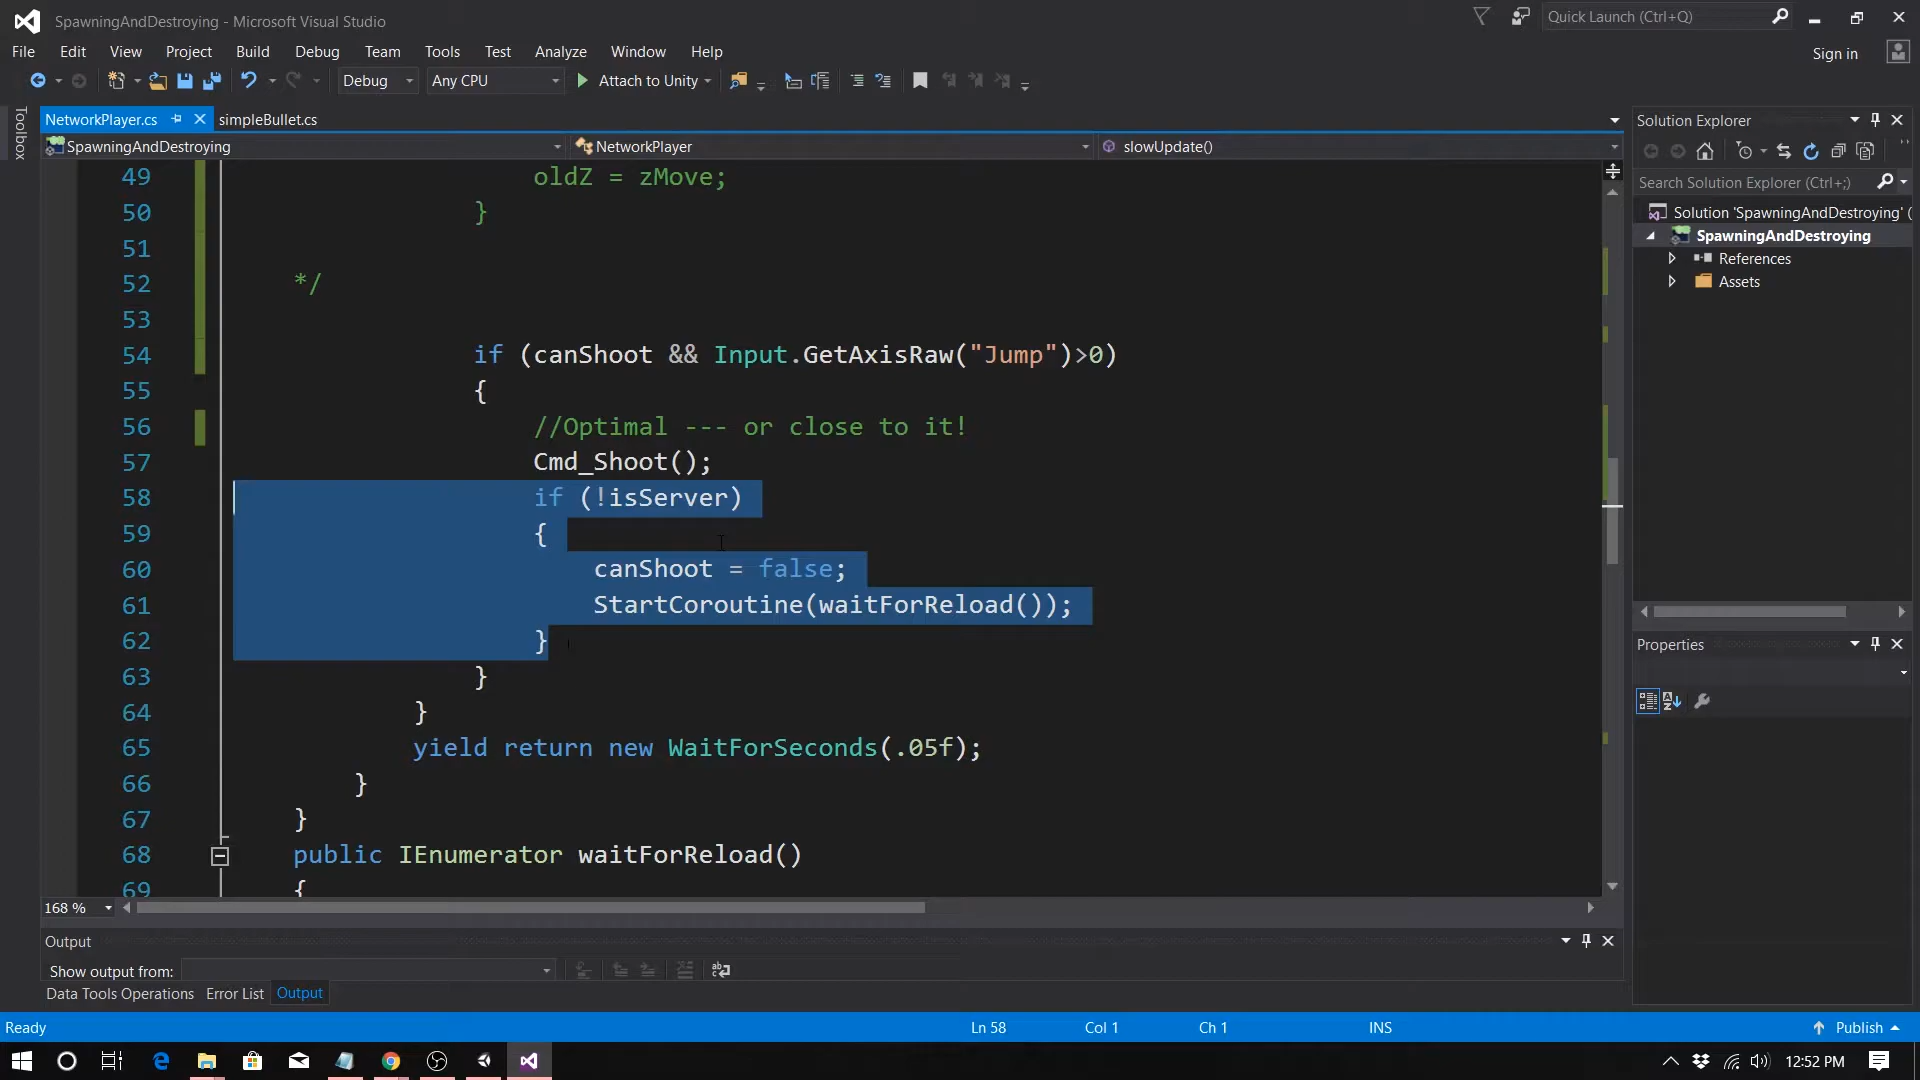 SpawningAndDestroying - Microsoft Visual Studio
Quick Launch (Ctrl+Q)
File Edit View Project Build Debug Team Tools Test Analyze Window Help
Sign in
Debug Any CPU Attach to Unity
Toolbox
NetworkPlayer.cs simpleBullet.cs
SpawningAndDestroying NetworkPlayer slowUpdate()
49 oldZ = zMove;
50 }
51
52 */
53
54 if (canShoot && Input.GetAxisRaw("Jump")>0)
55 {
56 //Optimal --- or close to it!
57 Cmd_Shoot();
58 if (!isServer)
59 {
60 canShoot = false;
61 StartCoroutine(waitForReload());
62 }
63 }
64 }
65 yield return new WaitForSeconds(.05f);
66 }
67 }
68 public IEnumerator waitForReload()
69 {
168 %
Output
Show output from:
Data Tools Operations Error List Output
Solution Explorer
Search Solution Explorer (Ctrl+;)
Solution 'SpawningAndDestroying' (
SpawningAndDestroying
References
Assets
Properties
Ready Ln 58 Col 1 Ch 1 INS Publish
12:52 PM